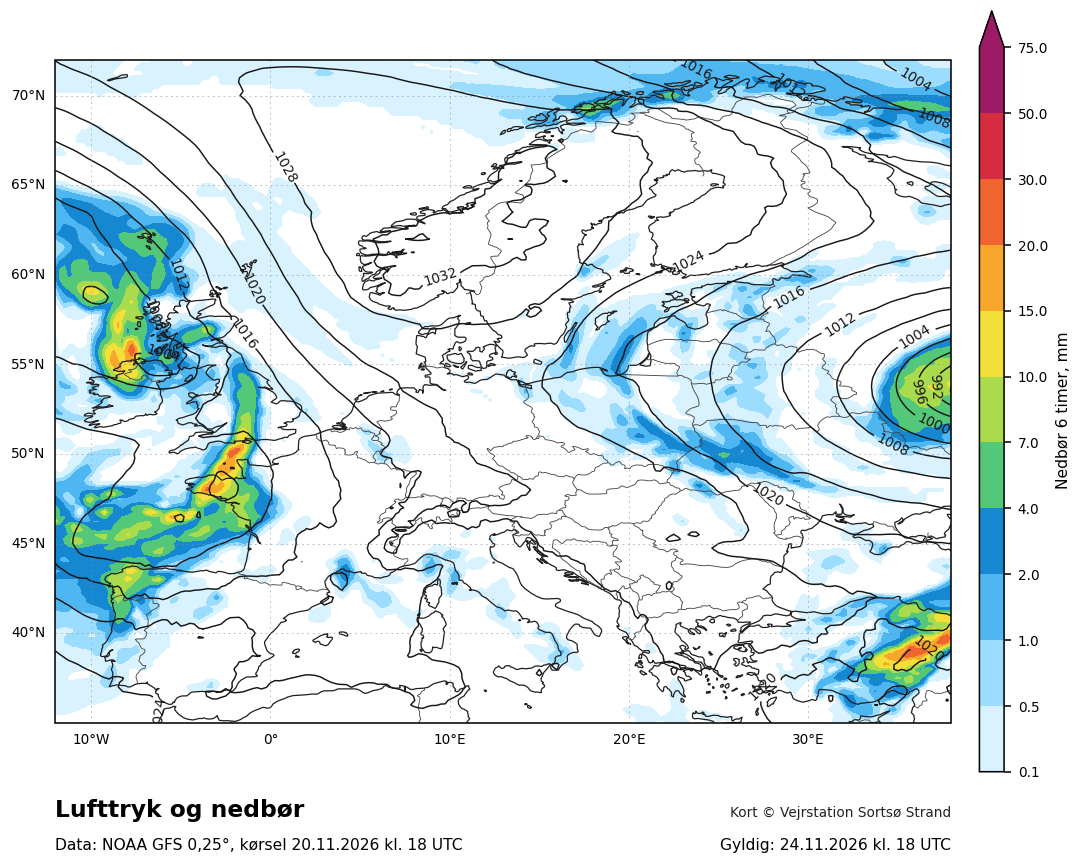 75.0
50.0
30.0
20.0
15.0
10.0
7.0
4.0
2.0
1.0
0.5
0.1
Nedbør 6 timer, mm
70°N
65°N
60°N
55°N
50°N
45°N
40°N
10°W
0°
10°E
20°E
30°E
1016
1012
1004
1008
1028
1032
1024
1020
1012
1016
1016
1012
1004
992
996
1000
1008
1020
1020
Lufttryk og nedbør
Kort © Vejrstation Sortsø Strand
Data: NOAA GFS 0,25°, kørsel 20.11.2026 kl. 18 UTC
Gyldig: 24.11.2026 kl. 18 UTC